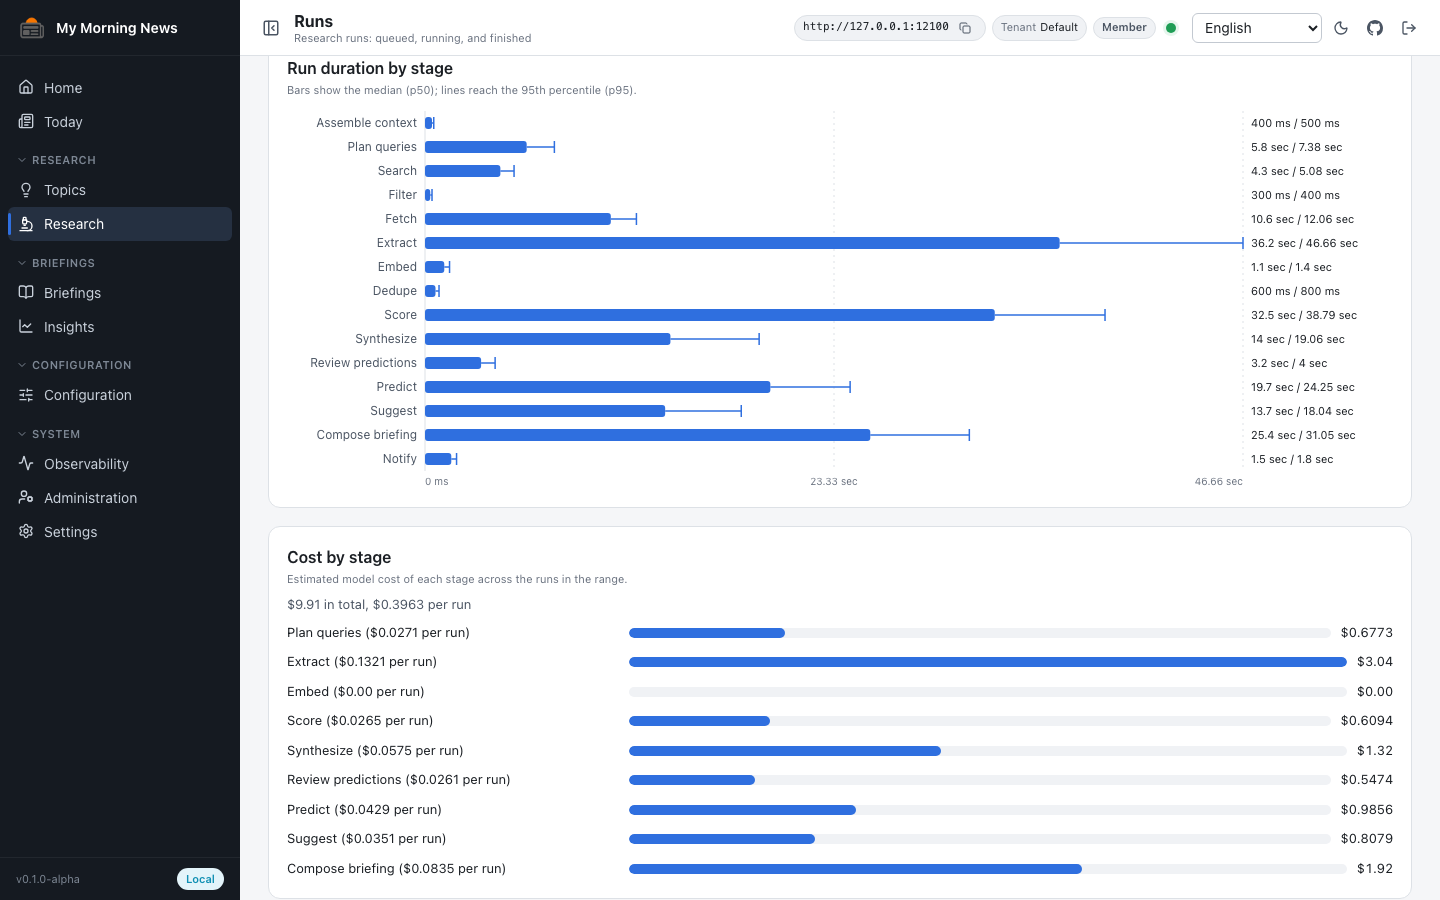 My Morning News
Home
Today
RESEARCH
Topics
Research
BRIEFINGS
Briefings
Insights
CONFIGURATION
Configuration
SYSTEM
Observability
Administration
Settings
v0.1.0-alpha
Local
Runs
Research runs: queued, running, and finished
http://127.0.0.1:12100
Tenant Default
Member
English
Run duration by stage
Bars show the median (p50); lines reach the 95th percentile (p95).
Assemble context 400 ms / 500 ms
Plan queries 5.8 sec / 7.38 sec
Search 4.3 sec / 5.08 sec
Filter 300 ms / 400 ms
Fetch 10.6 sec / 12.06 sec
Extract 36.2 sec / 46.66 sec
Embed 1.1 sec / 1.4 sec
Dedupe 600 ms / 800 ms
Score 32.5 sec / 38.79 sec
Synthesize 14 sec / 19.06 sec
Review predictions 3.2 sec / 4 sec
Predict 19.7 sec / 24.25 sec
Suggest 13.7 sec / 18.04 sec
Compose briefing 25.4 sec / 31.05 sec
Notify 1.5 sec / 1.8 sec
0 ms 23.33 sec 46.66 sec
Cost by stage
Estimated model cost of each stage across the runs in the range.
$9.91 in total, $0.3963 per run
Plan queries ($0.0271 per run) $0.6773
Extract ($0.1321 per run) $3.04
Embed ($0.00 per run) $0.00
Score ($0.0265 per run) $0.6094
Synthesize ($0.0575 per run) $1.32
Review predictions ($0.0261 per run) $0.5474
Predict ($0.0429 per run) $0.9856
Suggest ($0.0351 per run) $0.8079
Compose briefing ($0.0835 per run) $1.92